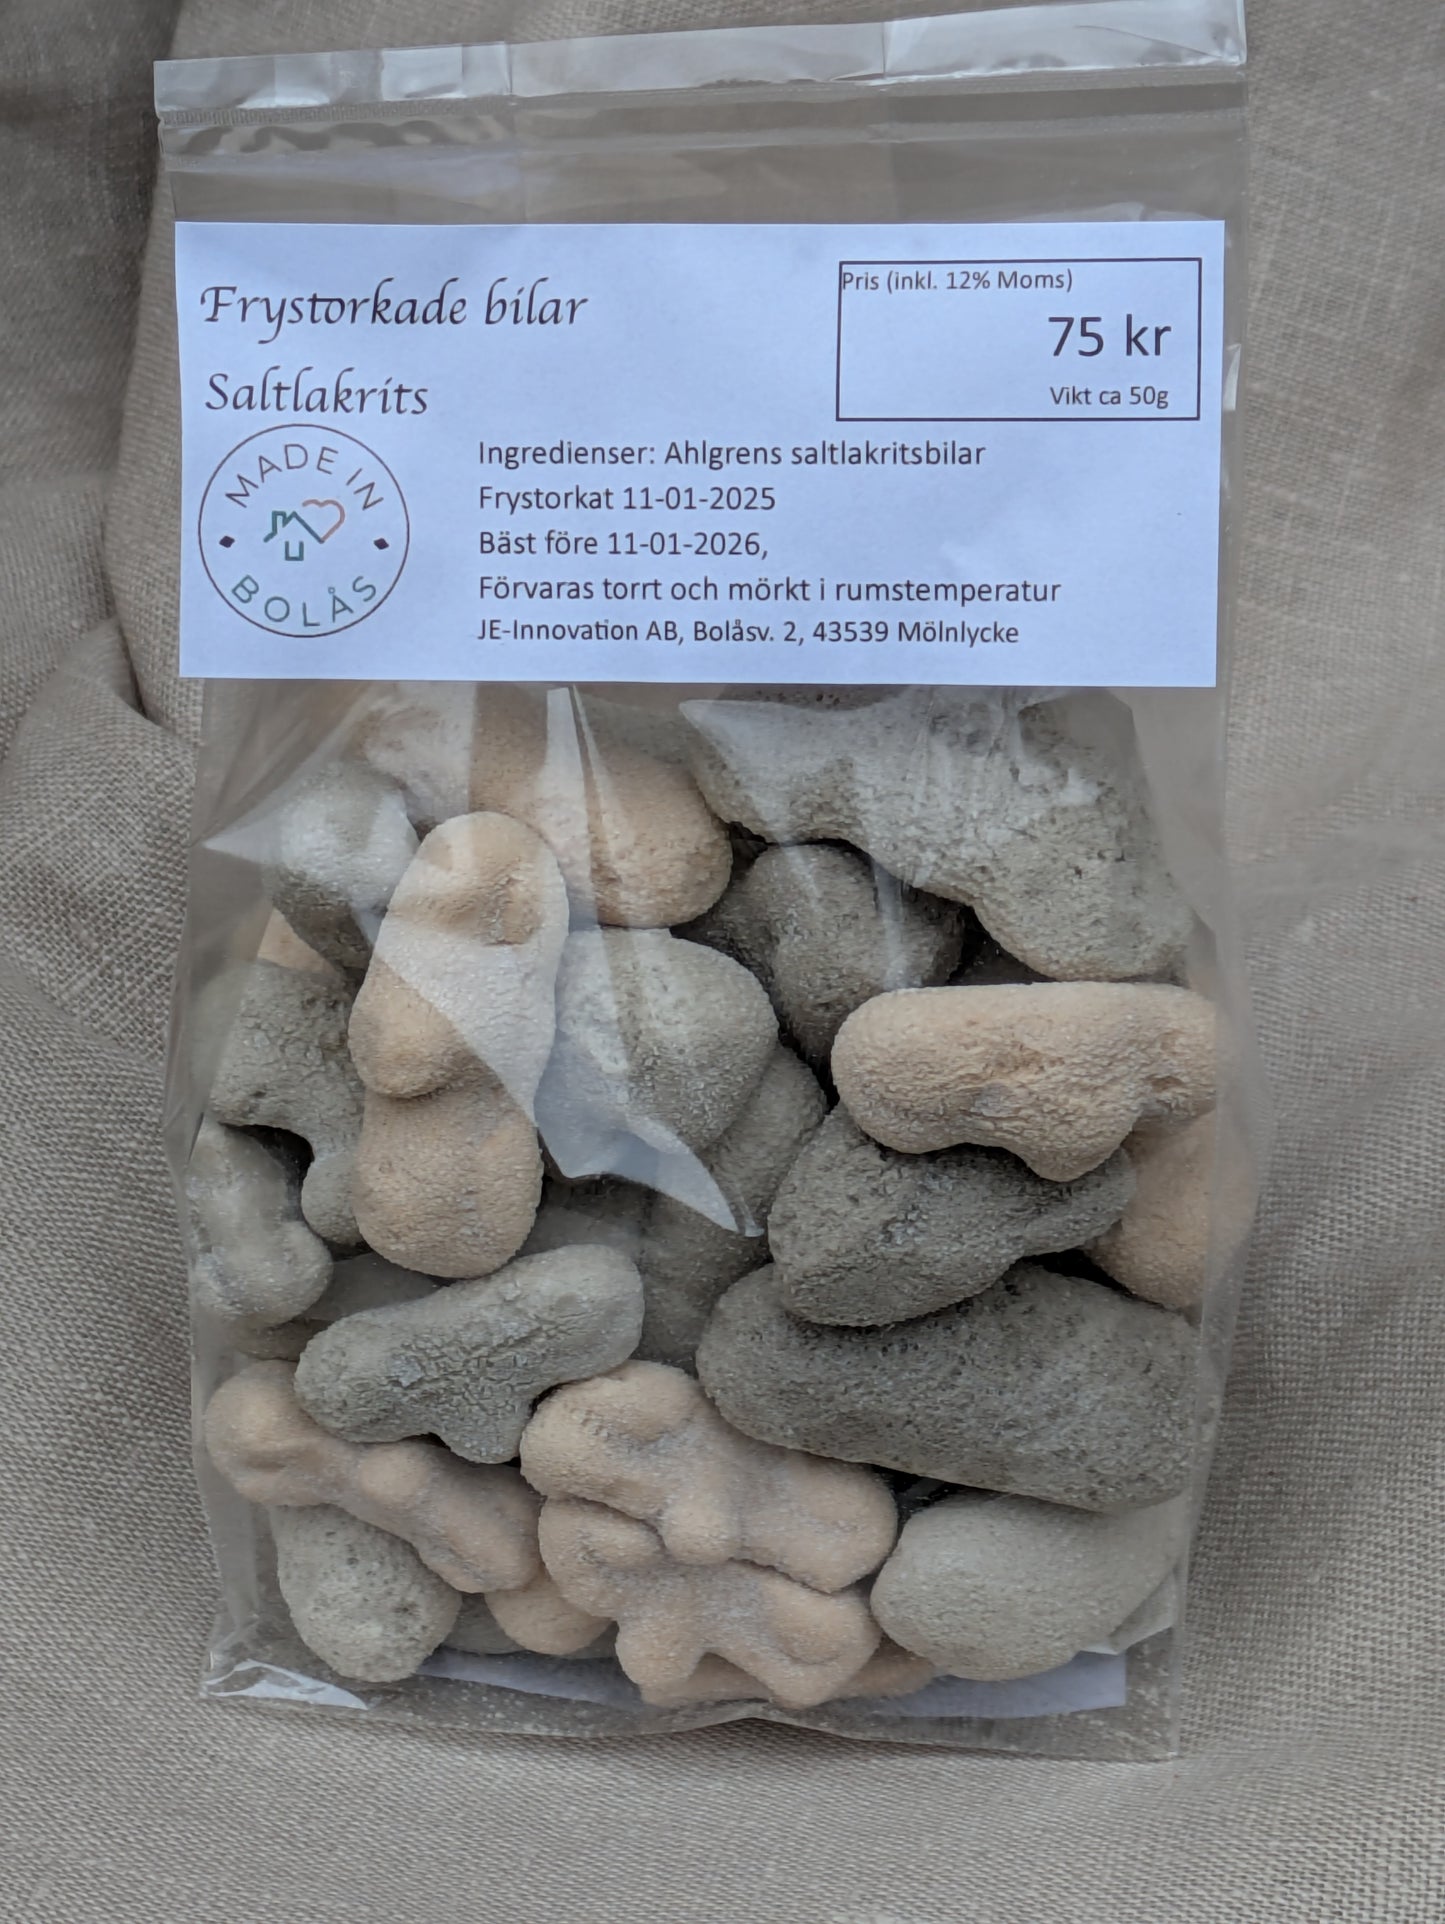 Frystorkade bilar
Saltlakrits
Pris (inkl. 12% Moms)
75 kr
Vikt ca 50g
MADE IN
BOLÅS
Ingredienser: Ahlgrens saltlakritsbilar
Frystorkat 11-01-2025
Bäst före 11-01-2026,
Förvaras torrt och mörkt i rumstemperatur
JE-Innovation AB, Bolåsv. 2, 43539 Mölnlycke